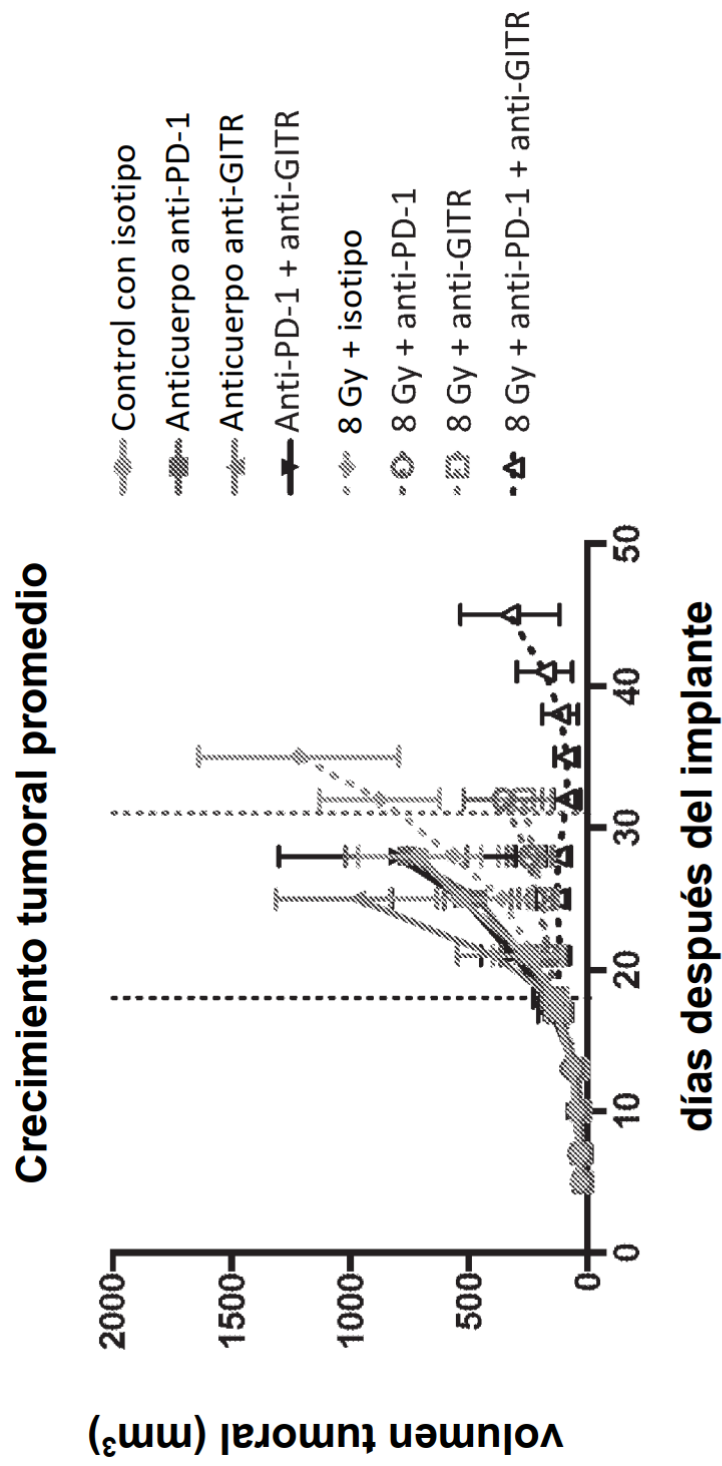 Crecimiento tumoral promedio
volumen tumoral (mm³)
2000
1500
1000
500
0
0
10
20
30
40
50
días después del implante
Control con isotipo
Anticuerpo anti-PD-1
Anticuerpo anti-GITR
Anti-PD-1 + anti-GITR
8 Gy + isotipo
8 Gy + anti-PD-1
8 Gy + anti-GITR
8 Gy + anti-PD-1 + anti-GITR